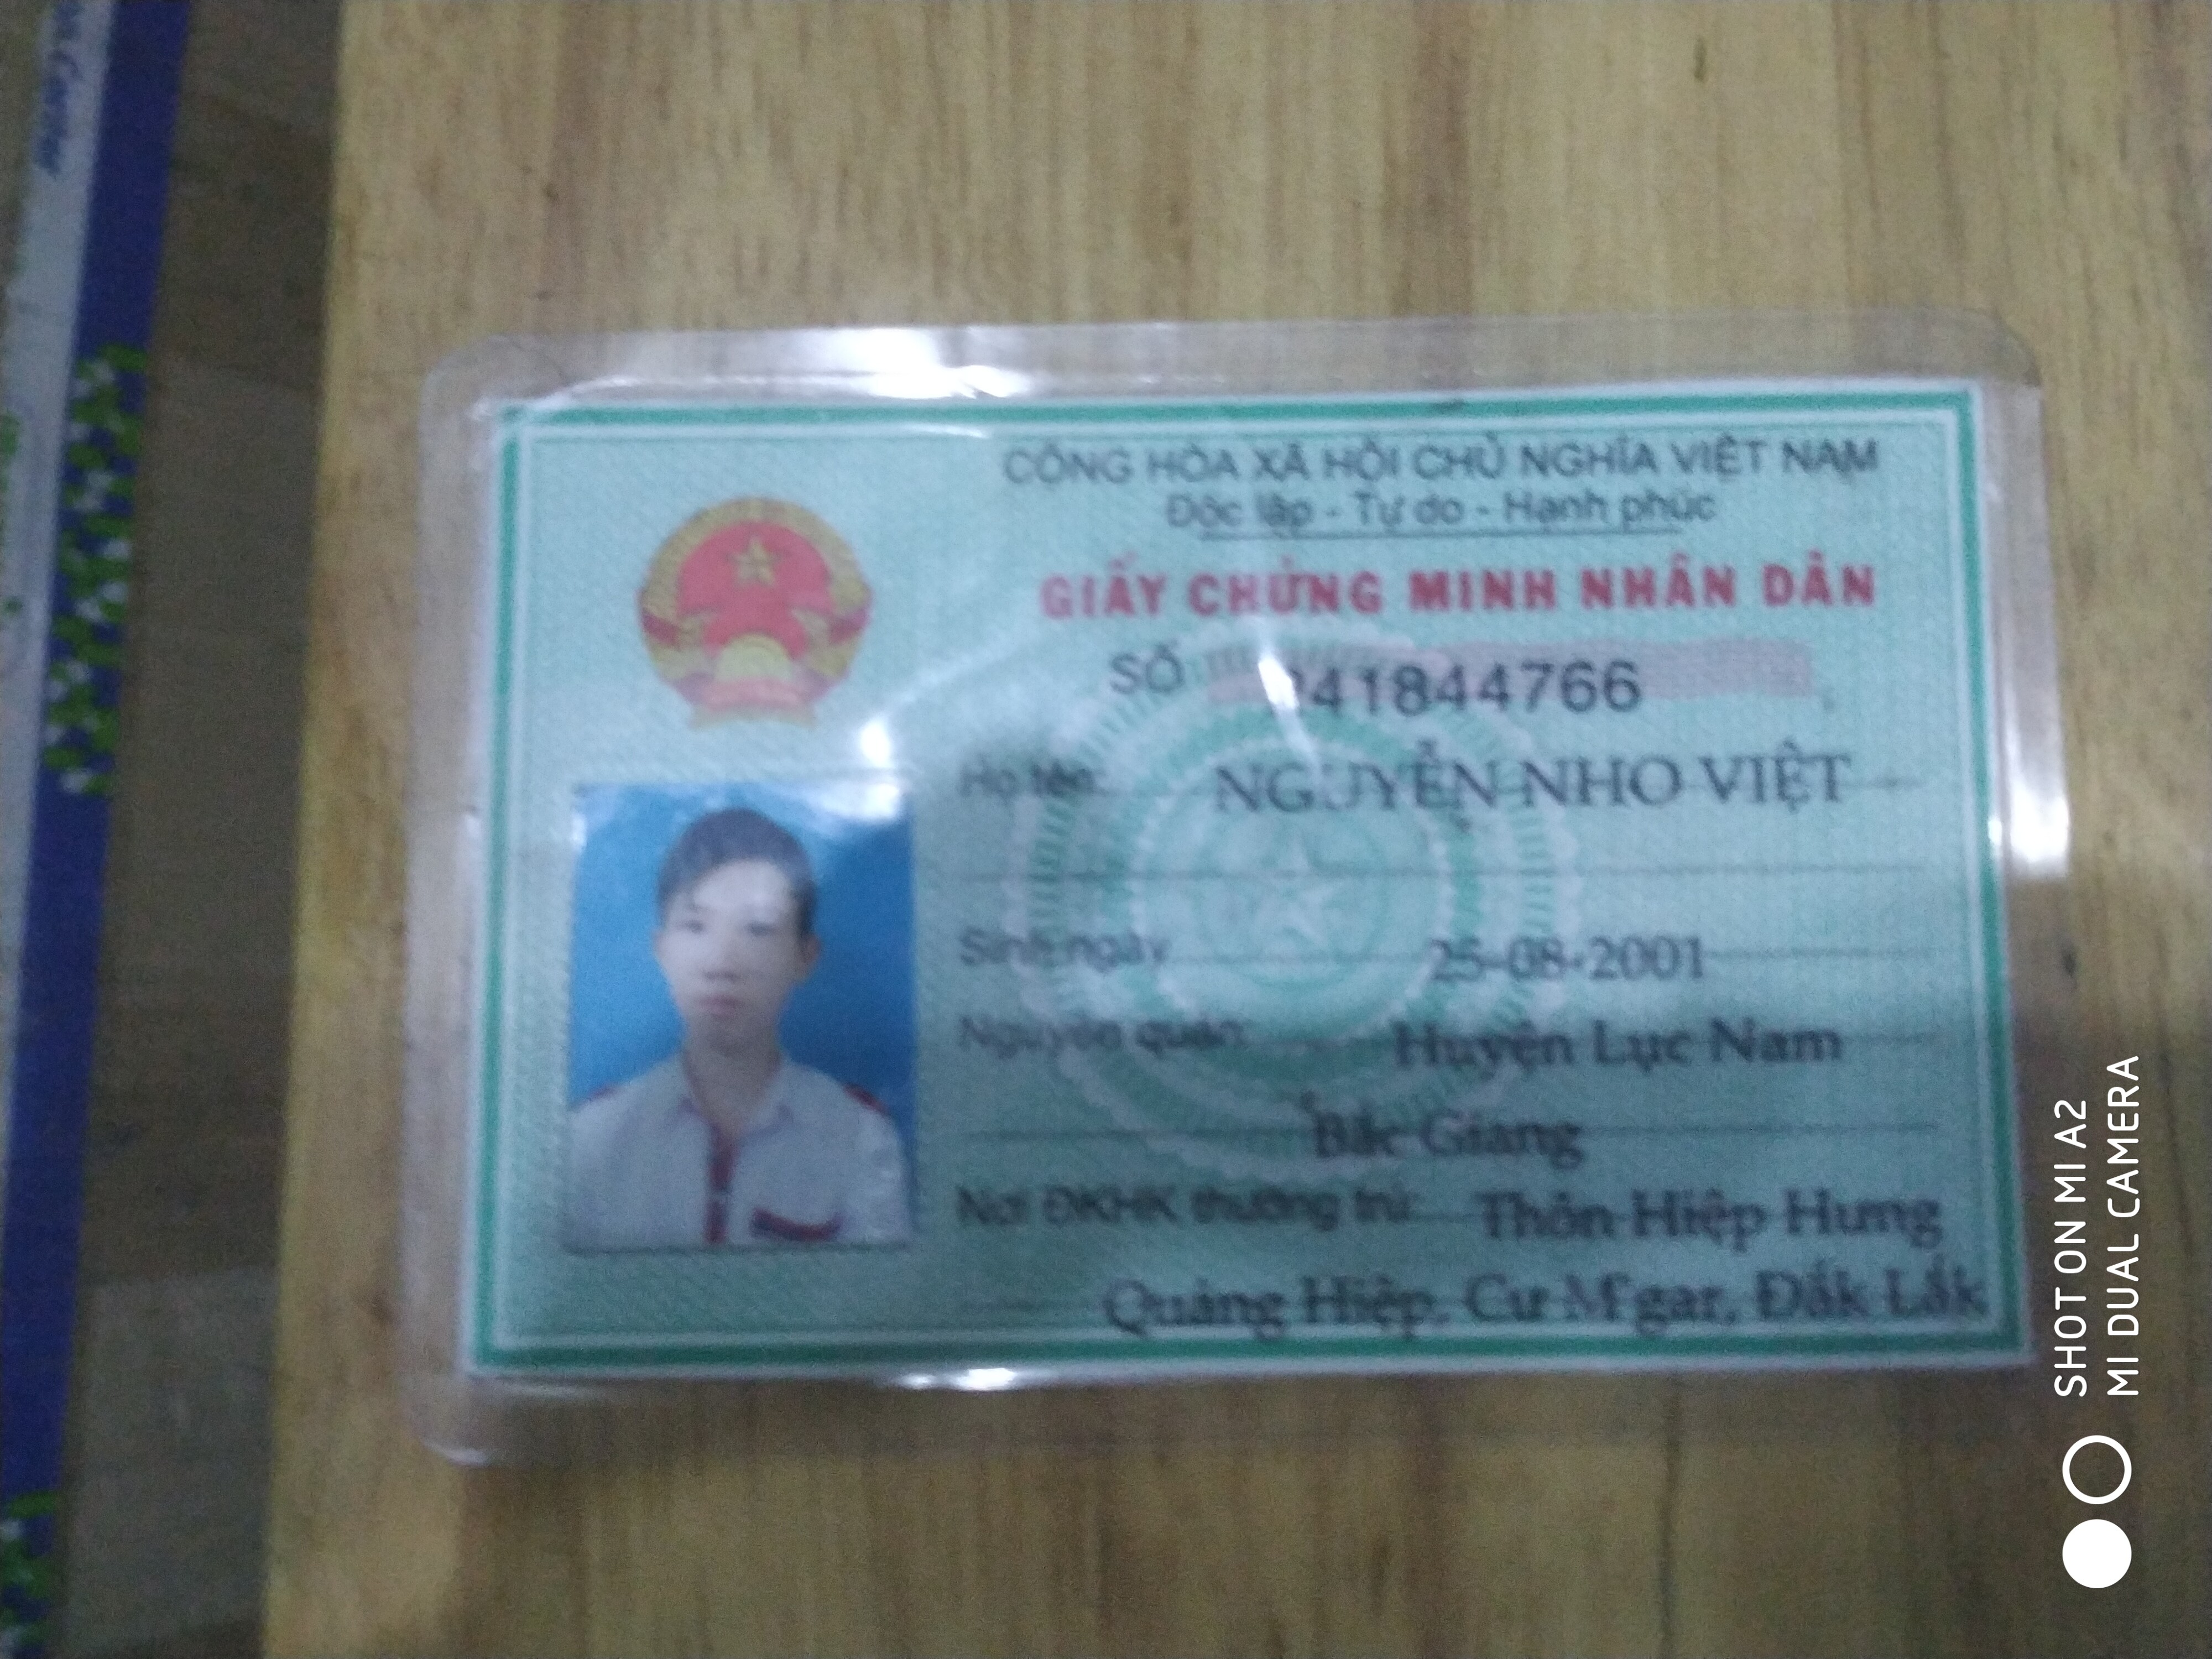 CỘNG HÒA XÃ HỘI CHỦ NGHĨA VIỆT NAM
Độc lập - Tự do - Hạnh phúc
GIẤY CHỨNG MINH NHÂN DÂN
SỐ 241844766
Họ tên: NGUYỄN NHO VIỆT
Sinh ngày 25-08-2001
Nguyên quán: Huyện Lục Nam
Bắc Giang
Nơi ĐKHK thường trú: Thôn Hiệp Hưng
Quảng Hiệp, Cư M'gar, Đắk Lắk
SHOT ON MI A2
MI DUAL CAMERA